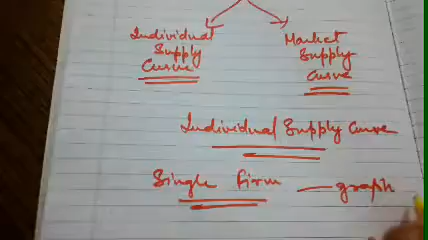 Individual Supply Curve
Market Supply Curve
Individual Supply Curve
Single Firm — graph